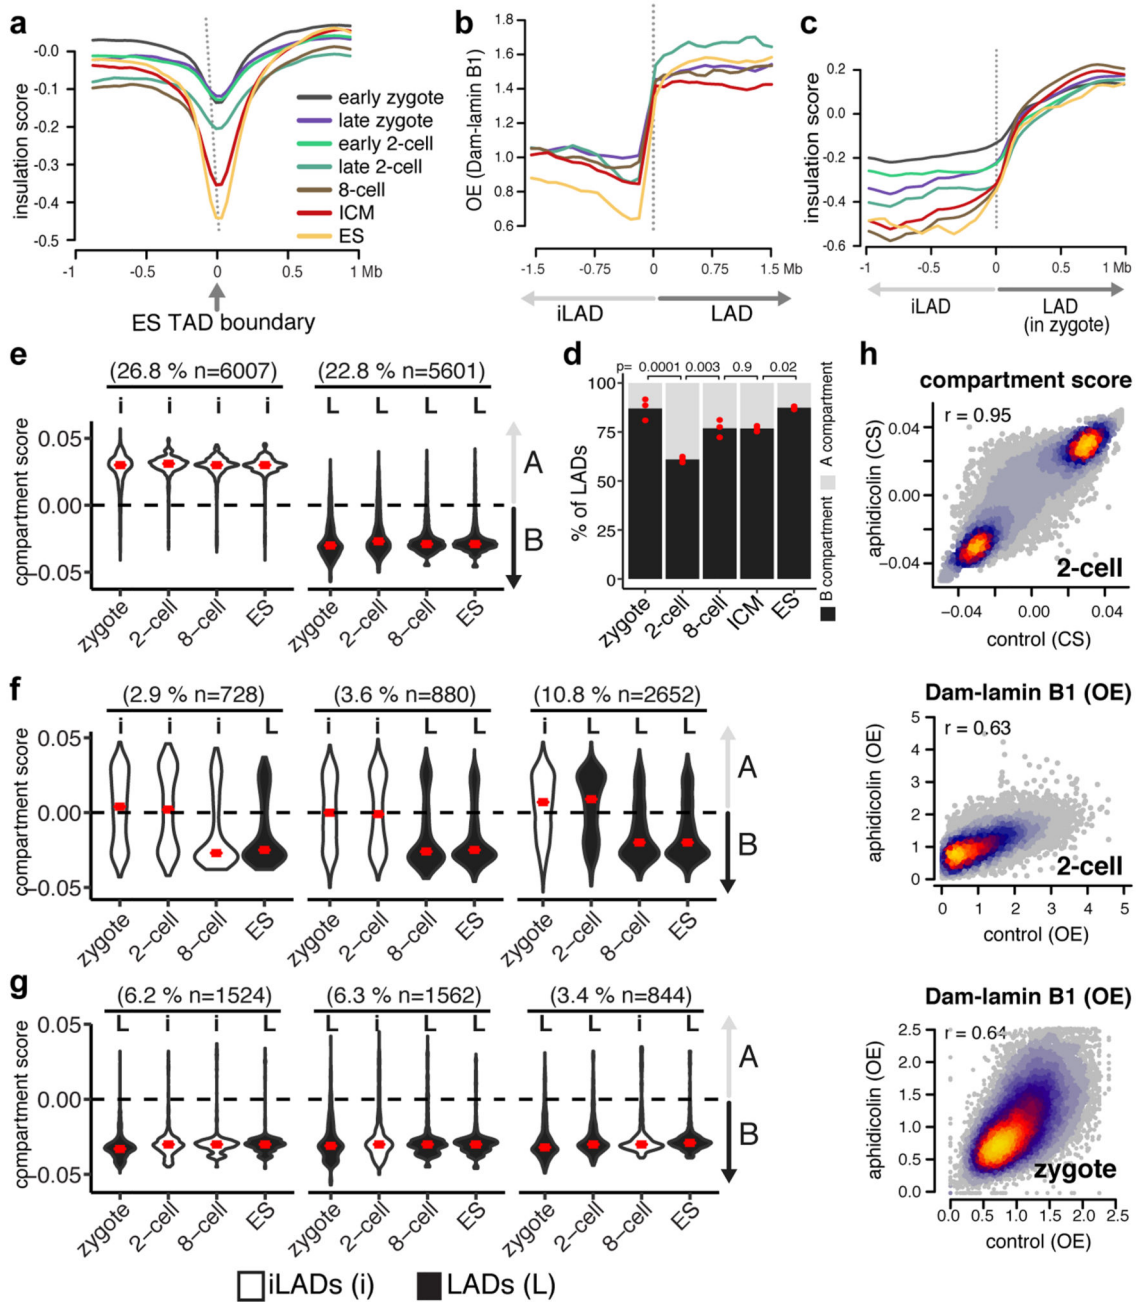 a
insulation score
-0.0
-0.1
-0.2
-0.3
-0.4
-0.5
early zygote
late zygote
early 2-cell
late 2-cell
8-cell
ICM
ES
-1
-0.5
0
0.5
1 Mb
ES TAD boundary
b
OE (Dam-lamin B1)
1.8
1.6
1.4
1.2
1.0
0.8
0.6
-1.5
-0.75
0
0.75
1.5 Mb
iLAD
LAD
c
insulation score
0.2
0.0
-0.2
-0.4
-0.6
-1
-0.5
0
0.5
1 Mb
iLAD
LAD
(in zygote)
e
(26.8 % n=6007)
(22.8 % n=5601)
i i i i
L L L L
compartment score
0.05
0.00
−0.05
A
B
zygote 2−cell 8−cell ES
zygote 2−cell 8−cell ES
d
p= 0.0001 0.003 0.9 0.02
% of LADs
100
75
50
25
0
zygote 2-cell 8-cell ICM ES
B compartment
A compartment
h
compartment score
r = 0.95
aphidicolin (CS)
0.04
0.00
−0.04
2-cell
−0.04 0.00 0.04
control (CS)
f
(2.9 % n=728)
(3.6 % n=880)
(10.8 % n=2652)
i i i L
i i L L
i L L L
compartment score
0.05
0.00
−0.05
A
B
zygote 2−cell 8−cell ES
zygote 2−cell 8−cell ES
zygote 2−cell 8−cell ES
Dam-lamin B1 (OE)
r = 0.63
aphidicolin (OE)
5
4
3
2
1
0
2-cell
0 1 2 3 4 5
control (OE)
g
(6.2 % n=1524)
(6.3 % n=1562)
(3.4 % n=844)
L i i L
L i L L
L L i L
compartment score
0.05
0.00
−0.05
A
B
zygote 2−cell 8−cell ES
zygote 2−cell 8−cell ES
zygote 2−cell 8−cell ES
Dam-lamin B1 (OE)
r = 0.64
aphidicolin (OE)
2.5
2.0
1.5
1.0
0.5
0.0
zygote
0.0 0.5 1.0 1.5 2.0 2.5
control (OE)
iLADs (i)
LADs (L)